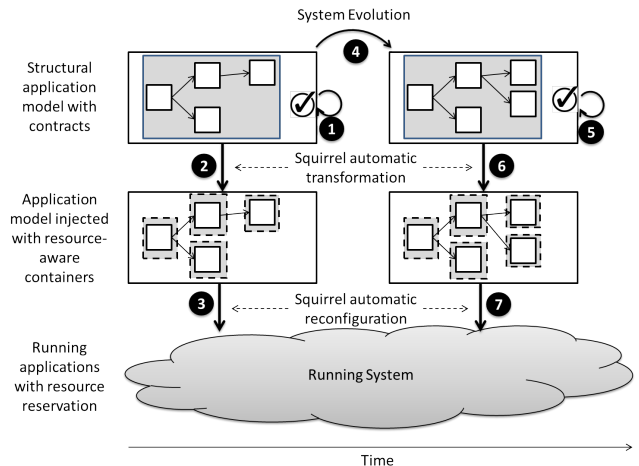 System Evolution
4
Structural
application
model with
contracts
1
5
2
Squirrel automatic
transformation
6
Application
model injected
with resource-
aware
containers
3
Squirrel automatic
reconfiguration
7
Running
applications
with resource
reservation
Running System
Time